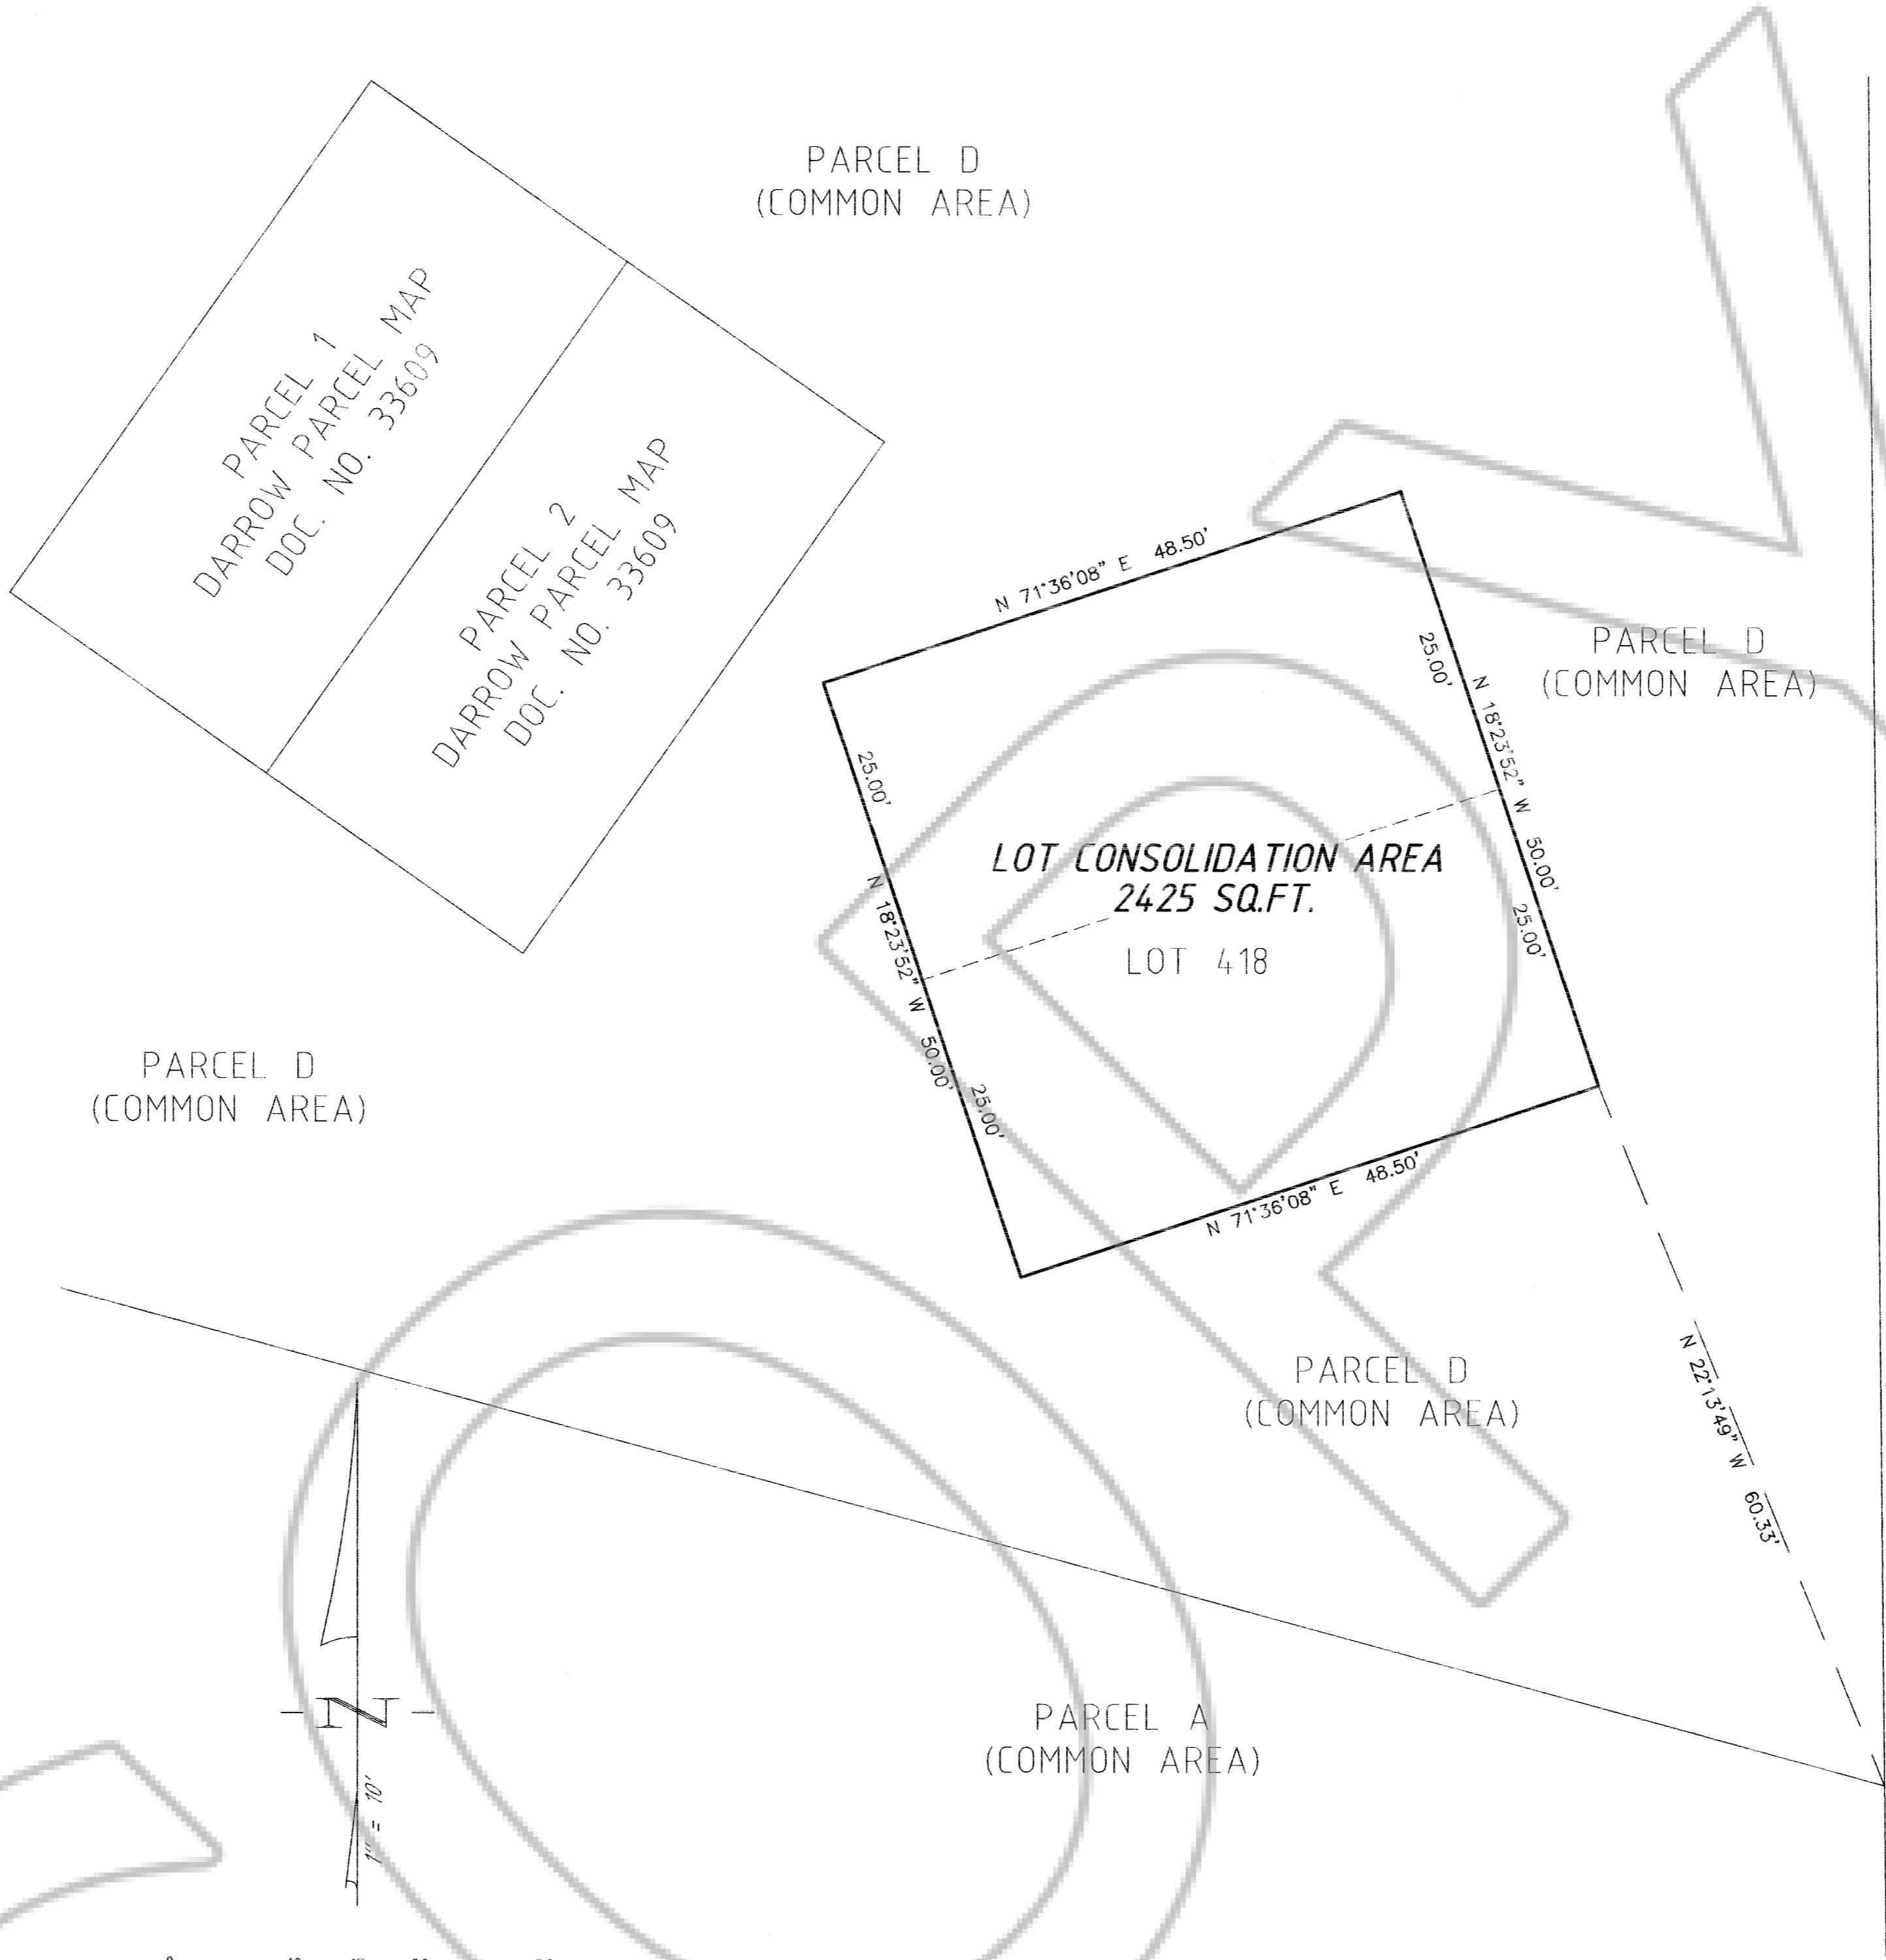 PARCEL D
(COMMON AREA)
PARCEL 1
DARROW PARCEL MAP
DOC. NO. 33609
PARCEL 2
DARROW PARCEL MAP
DOC. NO. 33609
N 71°36'08" E 48.50'
25.00'
N 18°23'52" W 50.00'
25.00'
PARCEL D
(COMMON AREA)
25.00'
N 18°23'52" W 50.00'
25.00'
LOT CONSOLIDATION AREA
2425 SQ.FT.
LOT 418
N 71°36'08" E 48.50'
PARCEL D
(COMMON AREA)
PARCEL D
(COMMON AREA)
N 22°13'49" W 60.33'
PARCEL A
(COMMON AREA)
N
1" = 10'